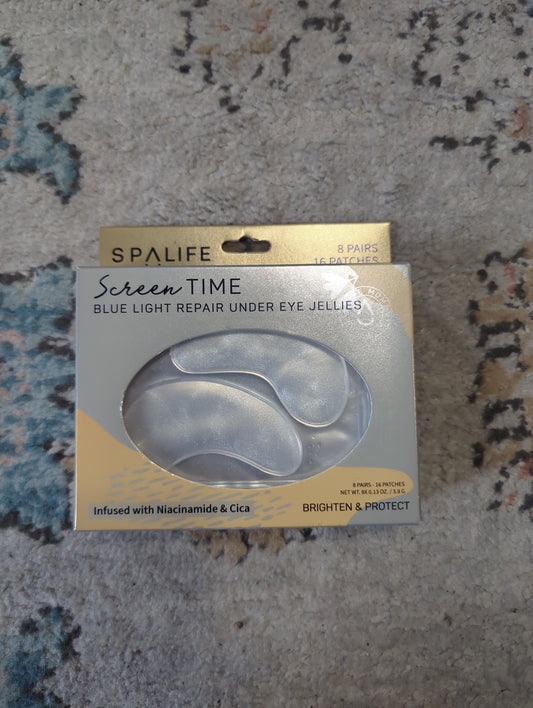 SPALIFE
8 PAIRS
16 PATCHES
Screen TIME
BLUE LIGHT REPAIR UNDER EYE JELLIES
8 PAIRS - 16 PATCHES
NET WT. 8X 0.13 OZ. / 3.8 G
Infused with Niacinamide & Cica
BRIGHTEN & PROTECT